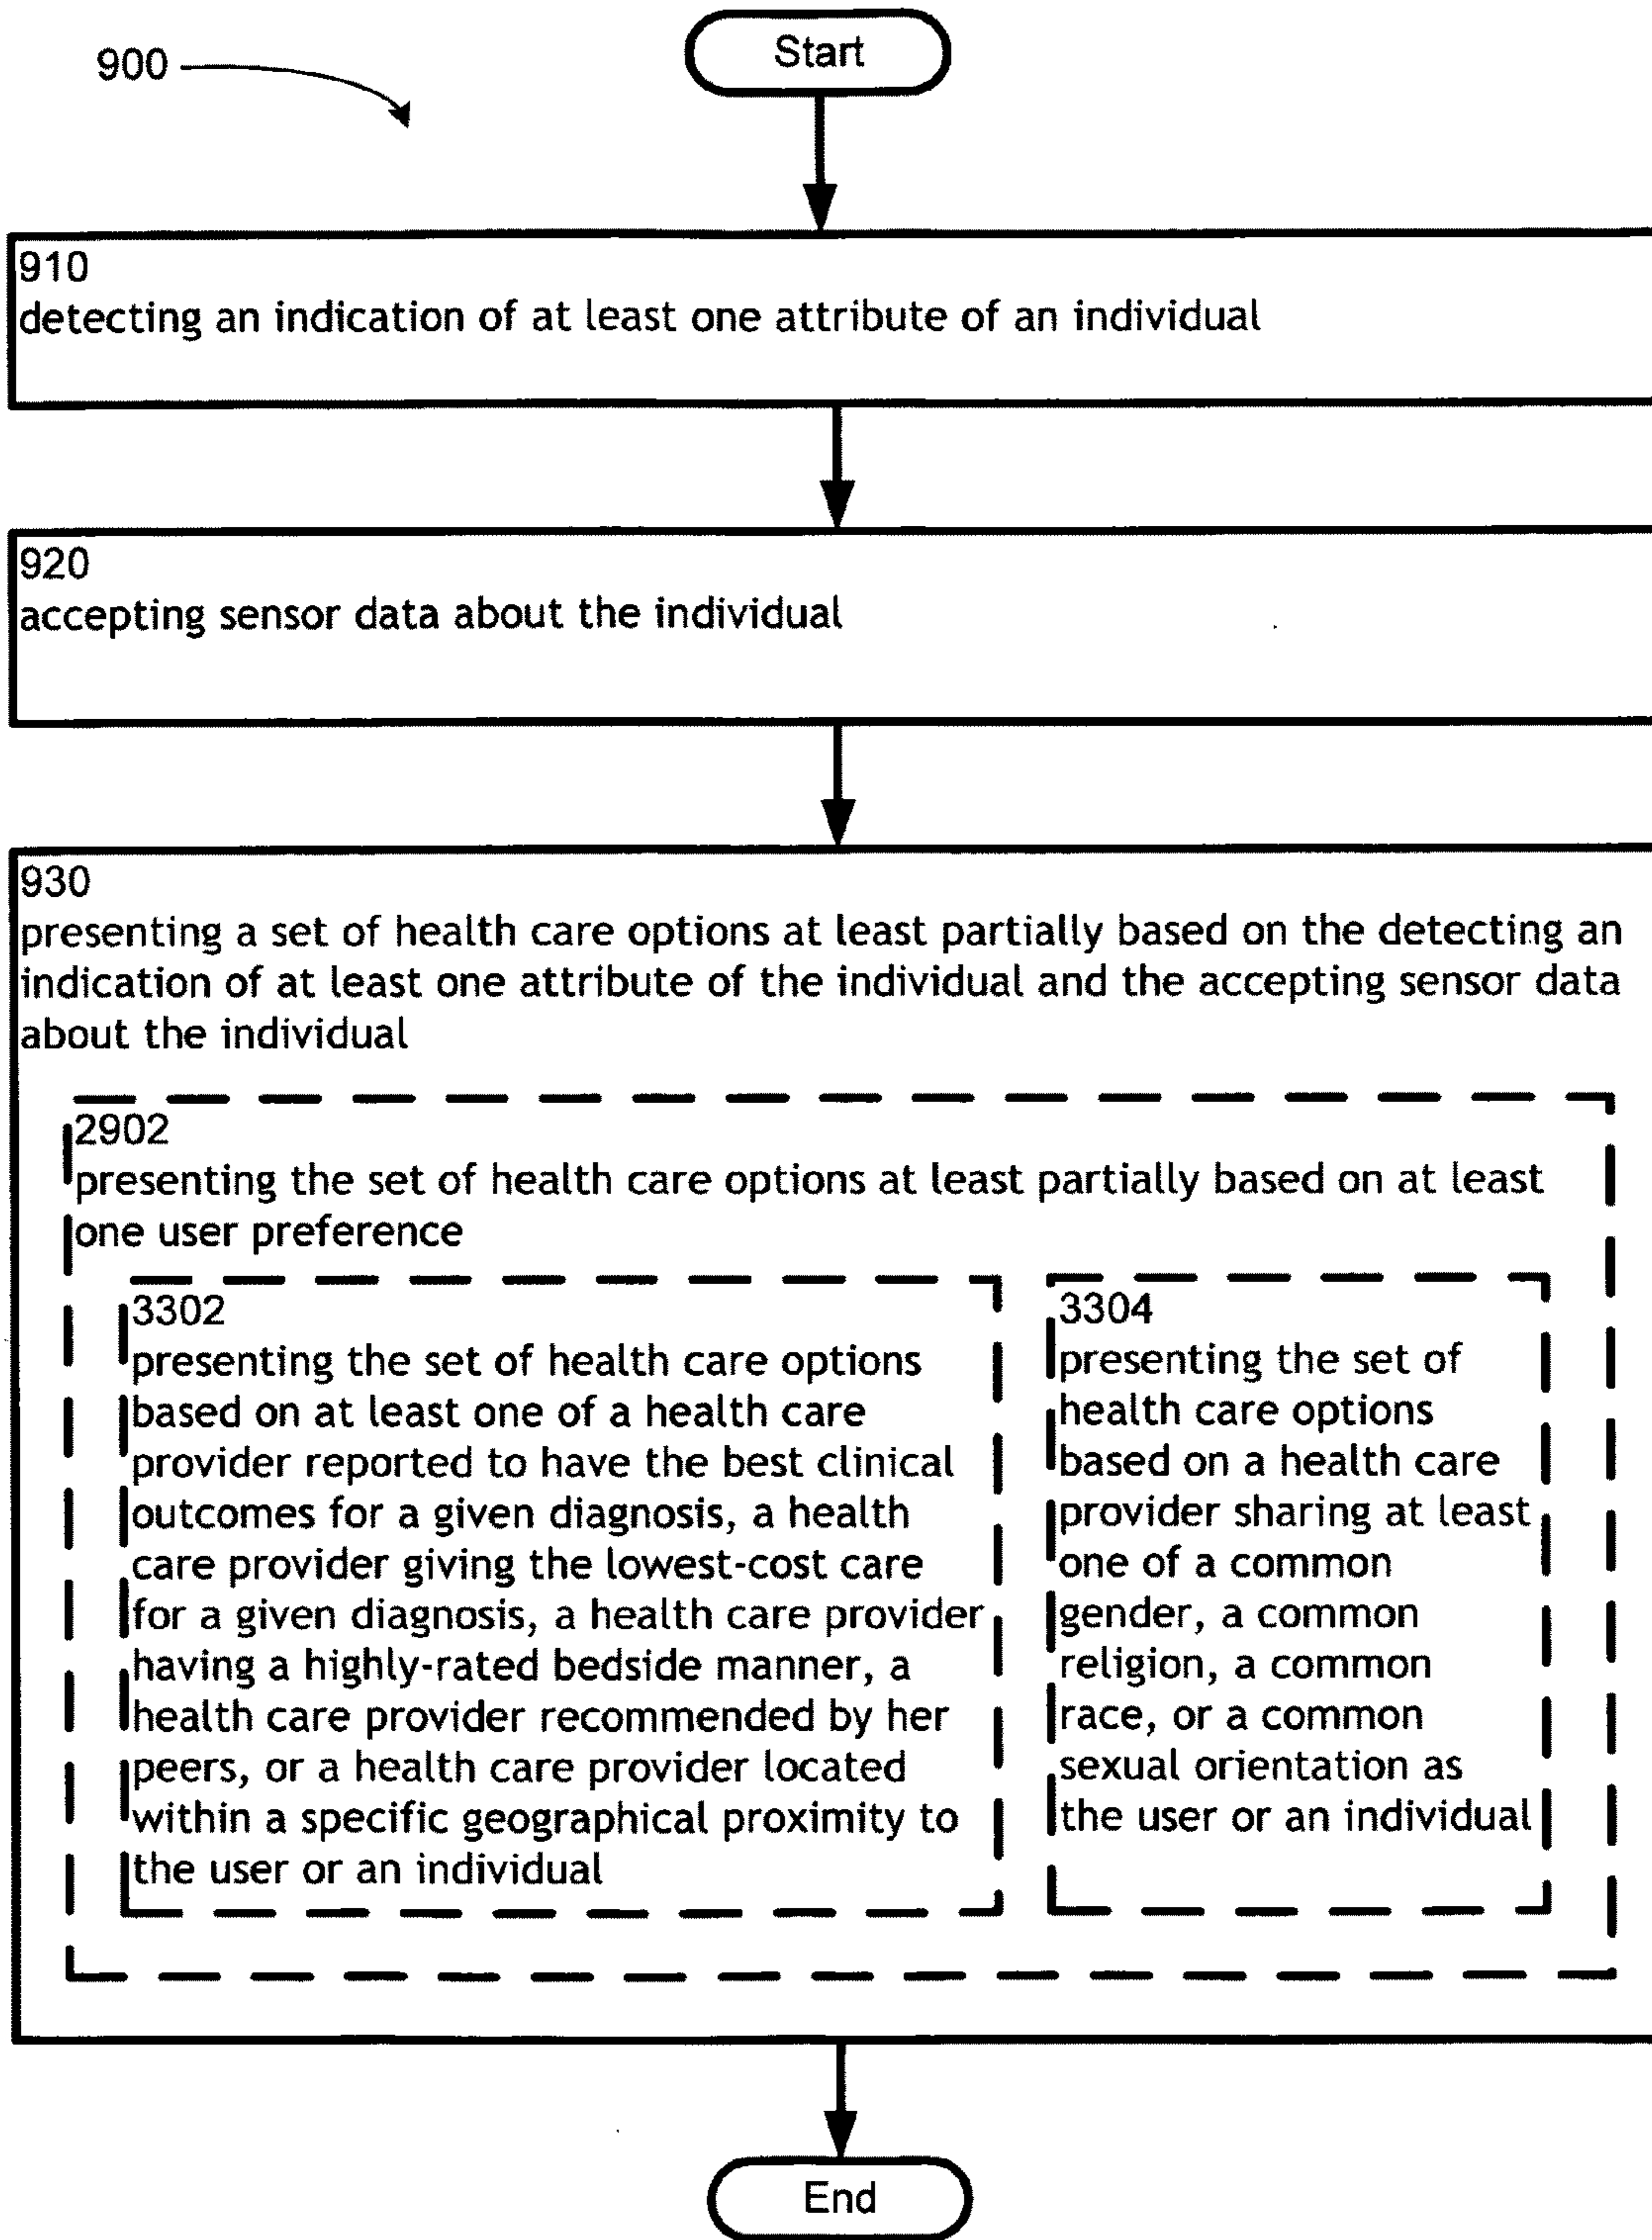 Start
900
910
detecting an indication of at least one attribute of an individual
920
accepting sensor data about the individual
930
presenting a set of health care options at least partially based on the detecting an
indication of at least one attribute of the individual and the accepting sensor data
about the individual
2902
presenting the set of health care options at least partially based on at least
one user preference
3302
presenting the set of health care options
based on at least one of a health care
provider reported to have the best clinical
outcomes for a given diagnosis, a health
care provider giving the lowest-cost care
for a given diagnosis, a health care provider
having a highly-rated bedside manner, a
health care provider recommended by her
peers, or a health care provider located
within a specific geographical proximity to
the user or an individual
3304
presenting the set of
health care options
based on a health care
provider sharing at least
one of a common
gender, a common
religion, a common
race, or a common
sexual orientation as
the user or an individual
End